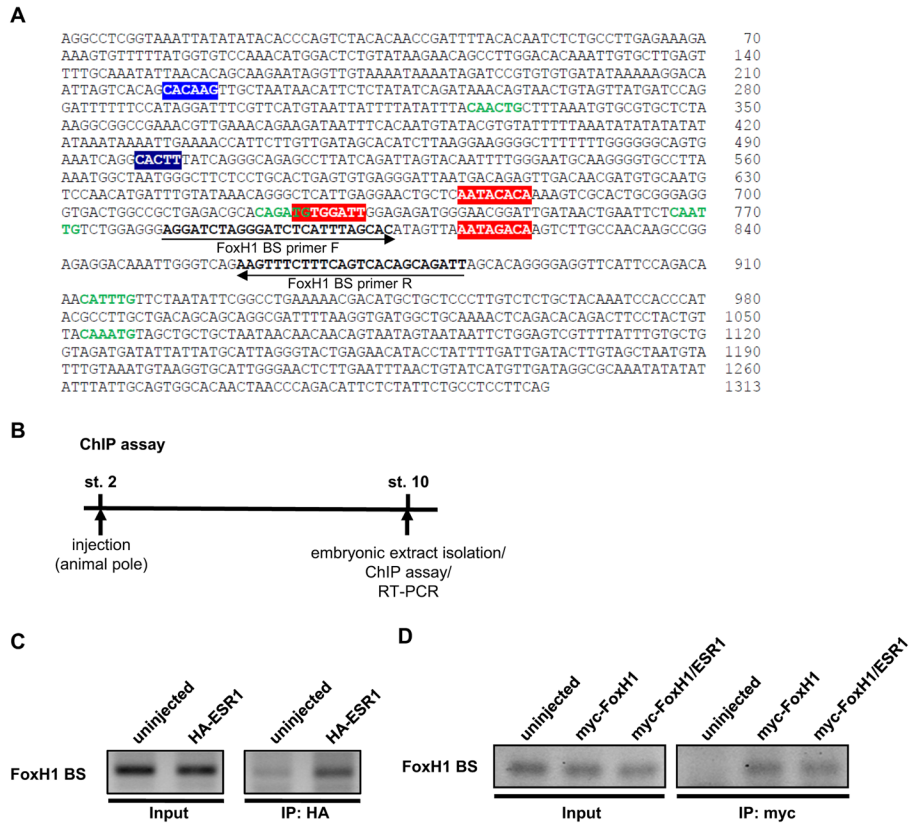 A
AGGCCTCGGTAAATTATATATACACCCAGTCTACACAACCGATTTTACACAATCTCTGCCTTGAGAAAGA 70
AAAGTGTTTTTATGGTGTCCAAACATGGACTCTGTATAAGAACAGCCTTGGACACAAATTGTGCTTGAGT 140
TTTGCAAATATTAACACAGCAAGAATAGGTTGTAAAATAAAATAGATCCGTGTGTGATATAAAAAGGACA 210
ATTAGTCACAGCACAAGTTGCTAATAACATTCTCTATATCAGATAAACAGTAACTGTAGTTATGATCCAG 280
GATTTTTTCCATAGGATTTCGTTCATGTAATTATTTTATATTTACAACTGCTTTAAATGTGCGTGCTCTA 350
AAGGCGGCCGAAACGTTGAAACAGAAGATAATTTCACAATGTATACGTGTATTTTTAAATATATATATAT 420
ATAAATAAAATTGAAAACCATTCTTGTTGATAGCACATCTTAAGGAAGGGGCTTTTTTTGGGGGGCAGTG 490
AAATCAGGCACTTTATCAGGGCAGAGCCTTATCAGATTAGTACAATTTTGGGAATGCAAGGGGTGCCTTA 560
AAATGGCTAATGGGCTTCTCCTGCACTGAGTGTGAGGGATTAATGACAGAGTTGACAACGATGTGCAATG 630
TCCAACATGATTTGTATAAACAGGGCTCATTGAGGAACTGCTCAATACACAAAAGTCGCACTGCGGGAGG 700
GTGACTGGCCGCTGAGACGCACAGATGTGGATTGGAGAGATGGGAACGGATTGATAACTGAATTCTCAAT 770
TGTCTGGAGGGAGGATCTAGGGATCTCATTTAGCACATAGTTAAATAGACAAGTCTTGCCAACAAGCCGG 840
FoxH1 BS primer F
AGAGGACAAATTGGGTCAGAAGTTTCTTTCAGTCACAGCAGATTAGCACAGGGGAGGTTCATTCCAGACA 910
FoxH1 BS primer R
AACATTTGTTCTAATATTCGGCCTGAAAAACGACATGCTGCTCCCTTGTCTCTGCTACAAATCCACCCAT 980
ACGCCTTGCTGACAGCAGCAGGCGATTTTAAGGTGATGGCTGCAAAACTCAGACACAGACTTCCTACTGT 1050
TACAAATGTAGCTGCTGCTAATAACAACAACAGTAATAGTAATAATTCTGGAGTCGTTTTATTTGTGCTG 1120
GTAGATGATATTATTATGCATTAGGGTACTGAGAACATACCTATTTTGATTGATACTTGTAGCTAATGTA 1190
TTTGTAAATGTAAGGTGCATTGGGAACTCTTGAATTTAACTGTATCATGTTGATAGGCGCAAATATATAT 1260
ATTTATTGCAGTGGCACAACTAACCCAGACATTCTCTATTCTGCCTCCTTCAG 1313
B
ChIP assay
st. 2 st. 10
injection
(animal pole)
embryonic extract isolation/
ChIP assay/
RT-PCR
C
uninjected HA-ESR1 uninjected HA-ESR1
FoxH1 BS
Input IP: HA
D
uninjected myc-FoxH1 myc-FoxH1/ESR1 uninjected myc-FoxH1 myc-FoxH1/ESR1
FoxH1 BS
Input IP: myc